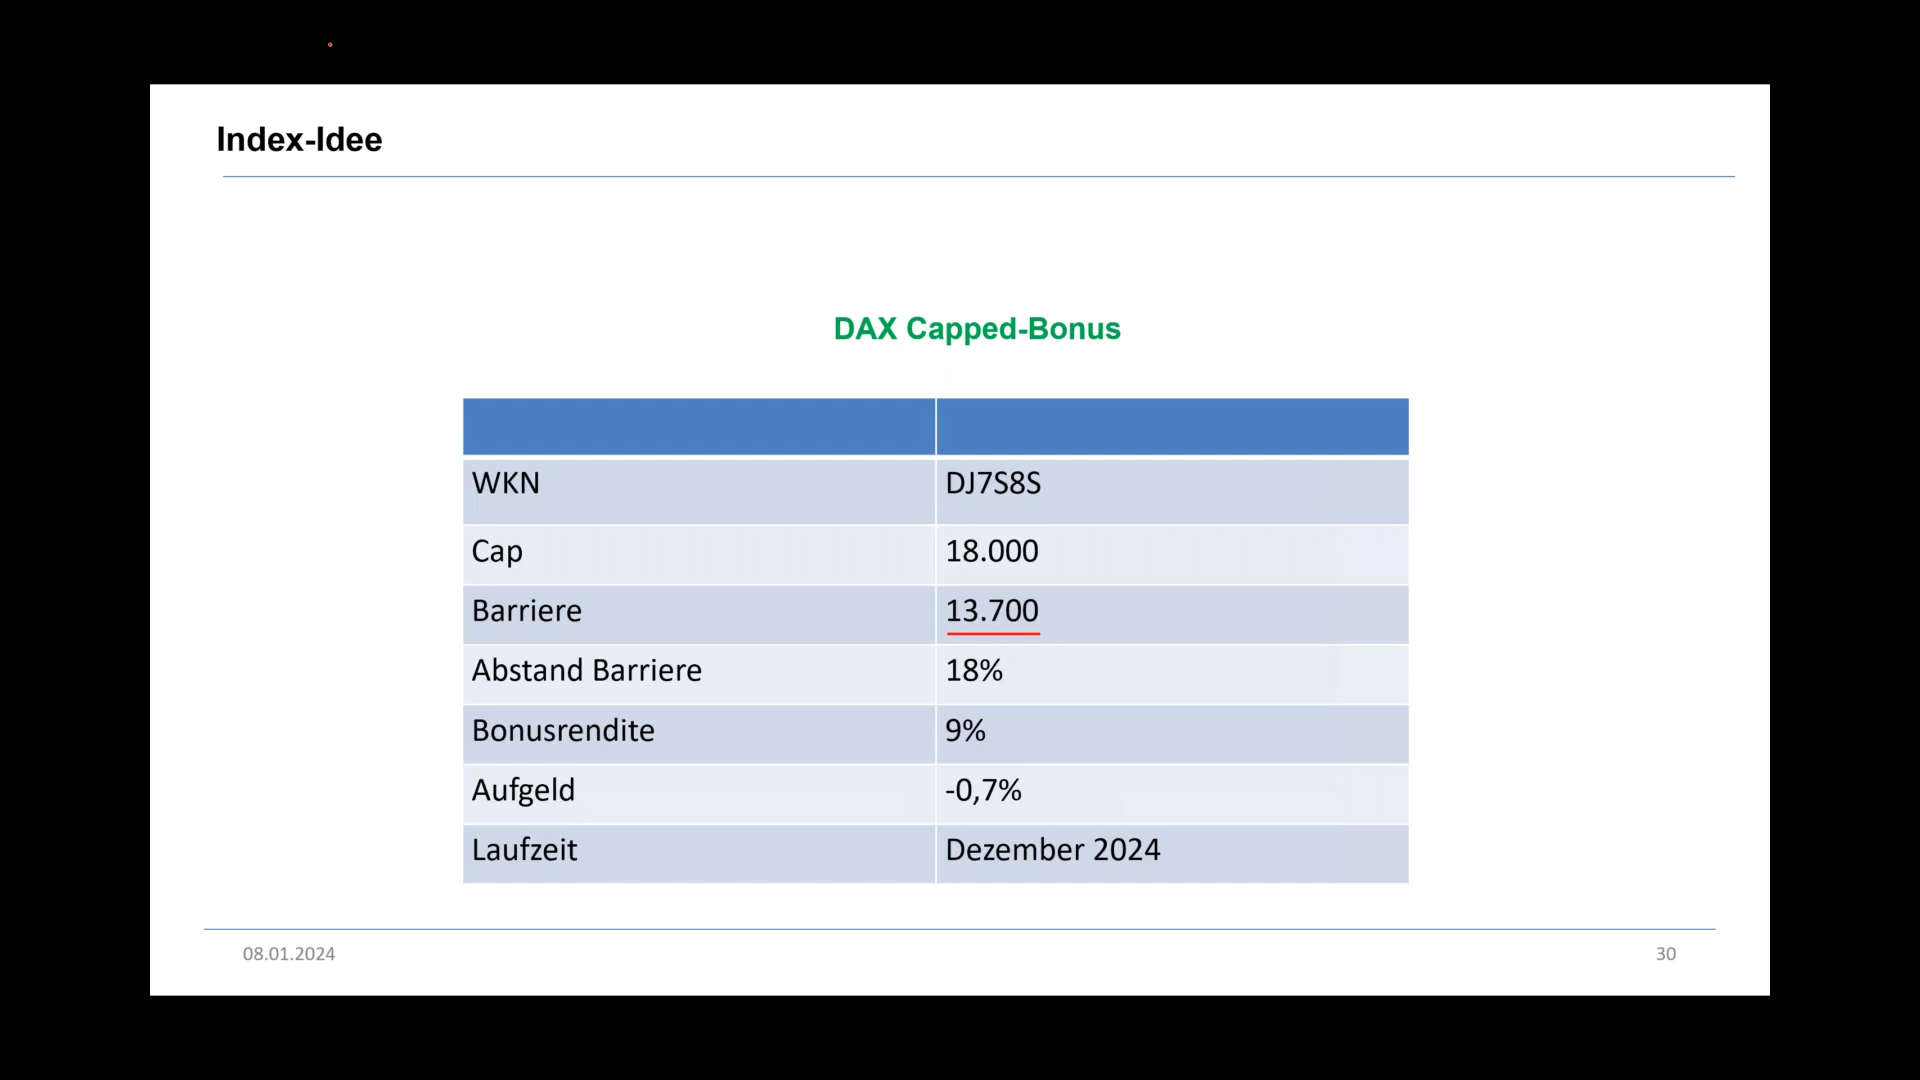 Index-Idee
DAX Capped-Bonus
WKN DJ7S8S
Cap 18.000
Barriere 13.700
Abstand Barriere 18%
Bonusrendite 9%
Aufgeld -0,7%
Laufzeit Dezember 2024
08.01.2024 30